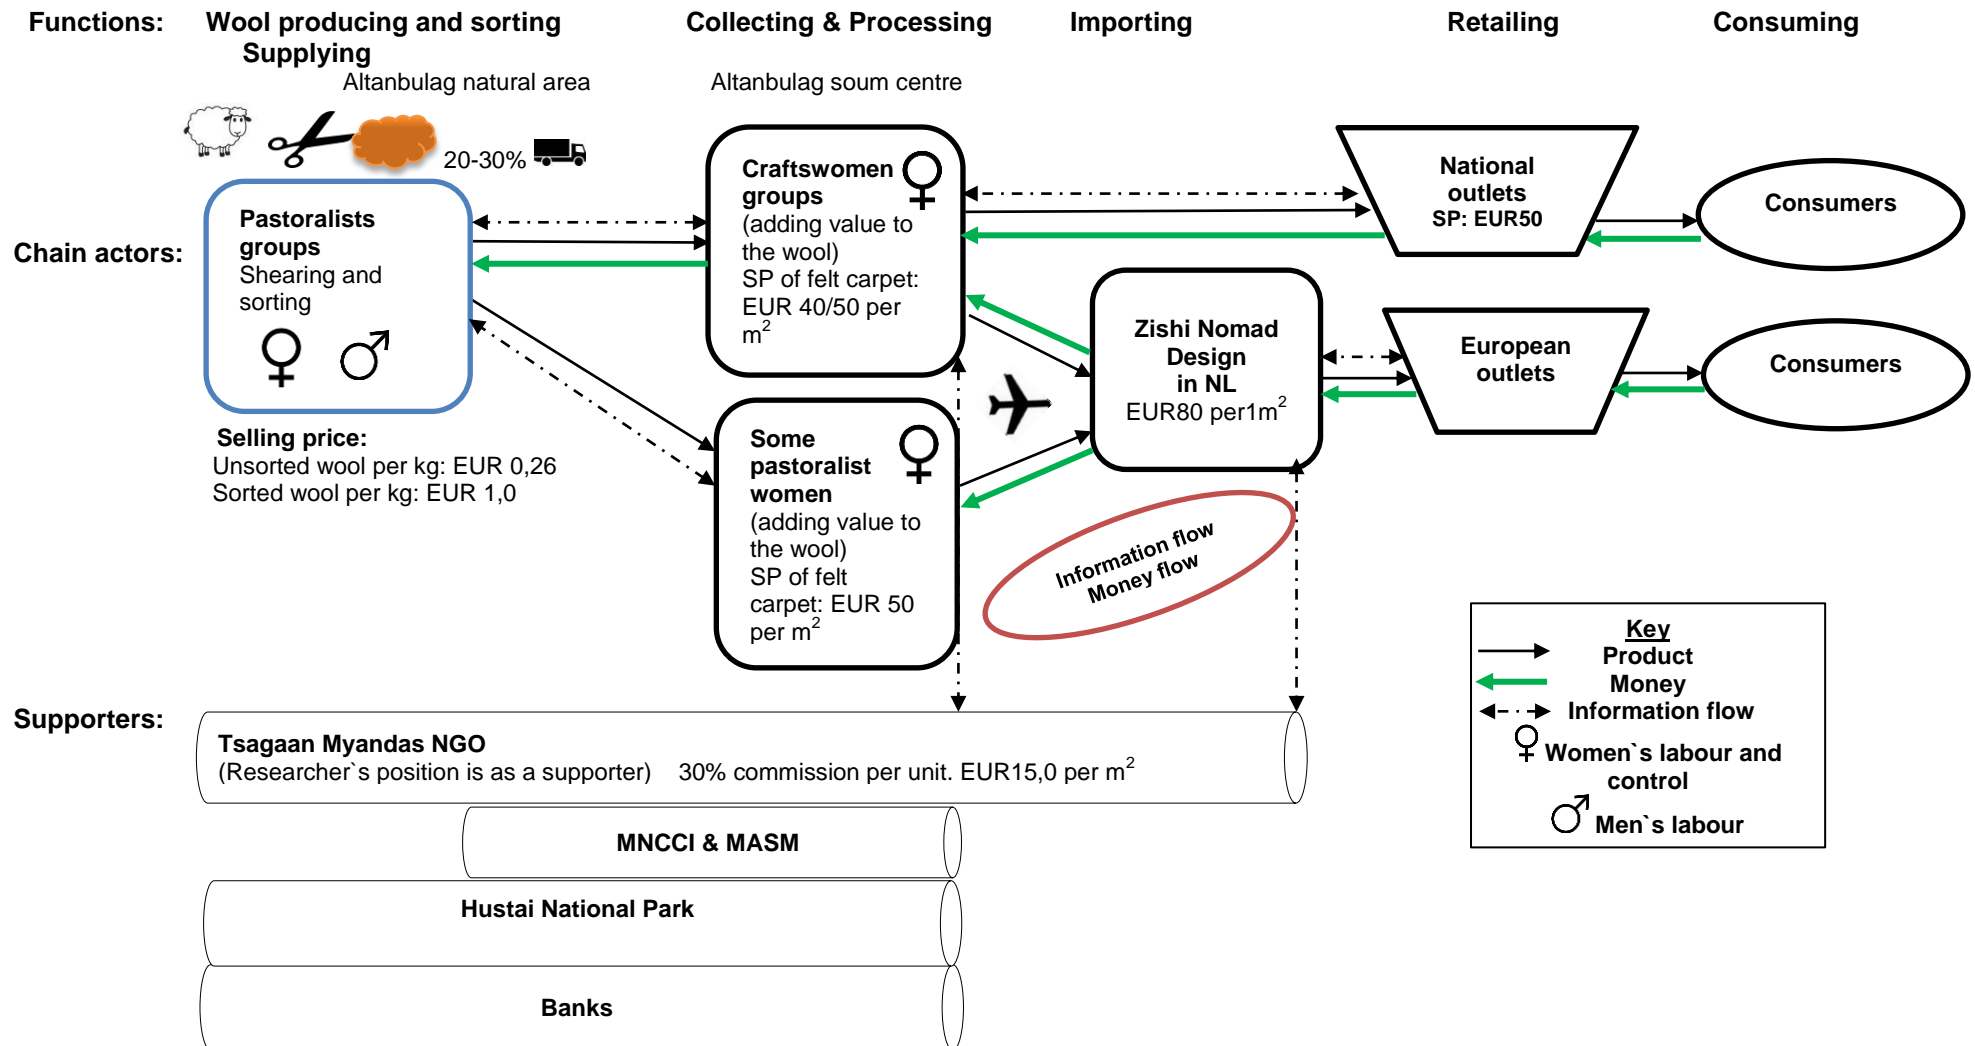 Functions:
Wool producing and sorting
Supplying
Collecting & Processing
Importing
Retailing
Consuming
Altanbulag natural area
Altanbulag soum centre
20-30%
Chain actors:
Pastoralists
groups
Shearing and
sorting
Selling price:
Unsorted wool per kg: EUR 0,26
Sorted wool per kg: EUR 1,0
Craftswomen
groups
(adding value to
the wool)
SP of felt carpet:
EUR 40/50 per
m²
Some
pastoralist
women
(adding value to
the wool)
SP of felt
carpet: EUR 50
per m²
Zishi Nomad
Design
in NL
EUR80 per1m²
National
outlets
SP: EUR50
Consumers
European
outlets
Consumers
Information flow
Money flow
Key
Product
Money
Information flow
Women`s labour and
control
Men`s labour
Supporters:
Tsagaan Myandas NGO
(Researcher`s position is as a supporter) 30% commission per unit. EUR15,0 per m²
MNCCI & MASM
Hustai National Park
Banks